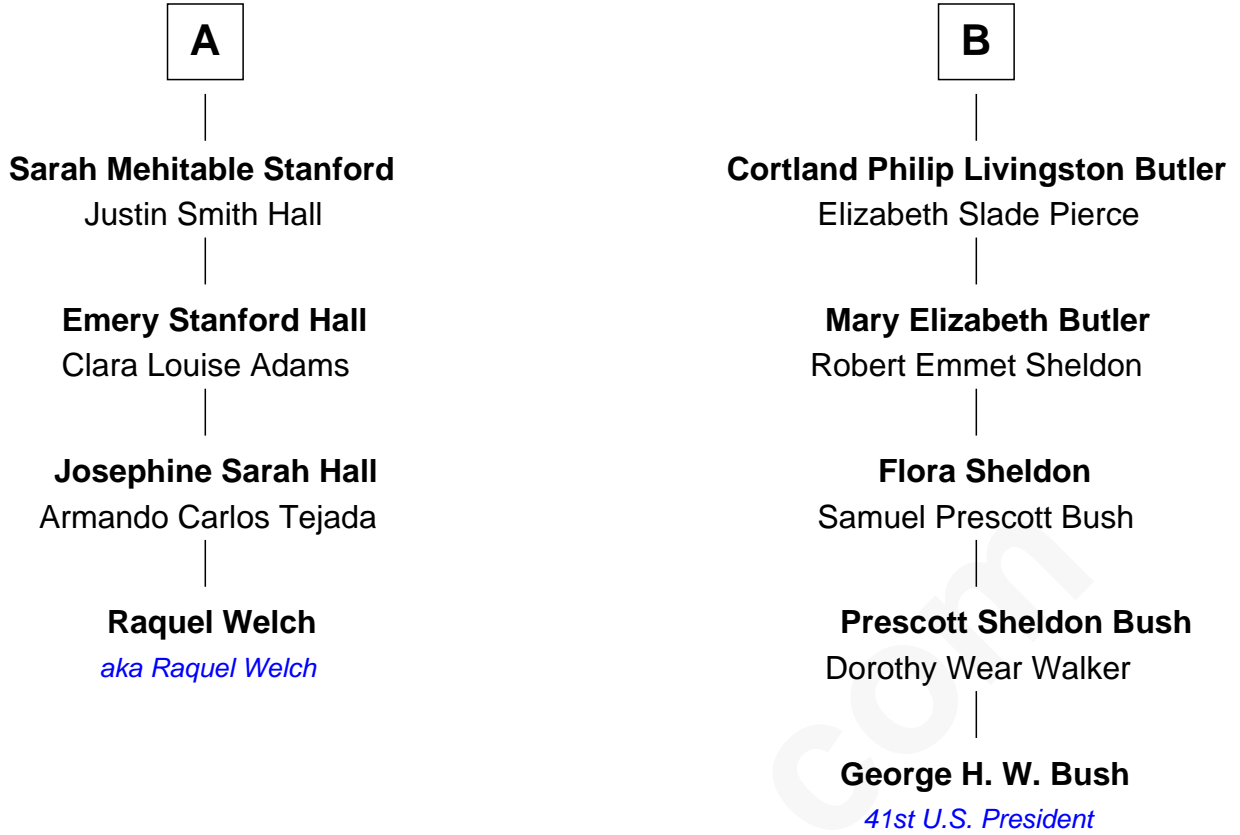 A
Sarah Mehitable Stanford
Justin Smith Hall
Emery Stanford Hall
Clara Louise Adams
Josephine Sarah Hall
Armando Carlos Tejada
Raquel Welch
aka Raquel Welch
B
Cortland Philip Livingston Butler
Elizabeth Slade Pierce
Mary Elizabeth Butler
Robert Emmet Sheldon
Flora Sheldon
Samuel Prescott Bush
Prescott Sheldon Bush
Dorothy Wear Walker
George H. W. Bush
41st U.S. President
com